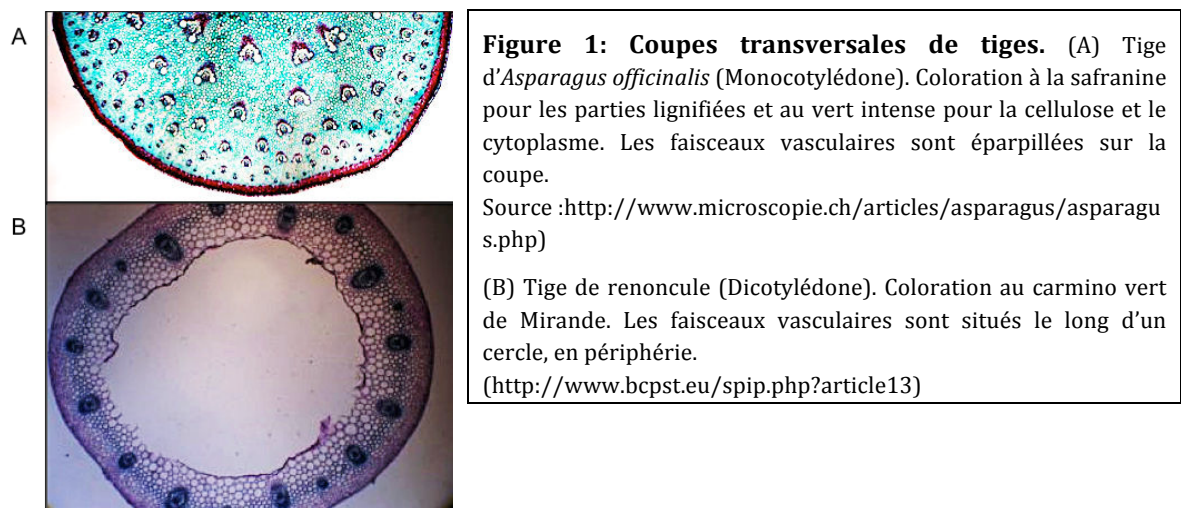 A
B
Figure 1: Coupes transversales de tiges. (A) Tige
d'Asparagus officinalis (Monocotylédone). Coloration à la safranine
pour les parties lignifiées et au vert intense pour la cellulose et le
cytoplasme. Les faisceaux vasculaires sont éparpillées sur la
coupe.
Source :http://www.microscopie.ch/articles/asparagus/asparagu
s.php)
(B) Tige de renoncule (Dicotylédone). Coloration au carmino vert
de Mirande. Les faisceaux vasculaires sont situés le long d'un
cercle, en périphérie.
(http://www.bcpst.eu/spip.php?article13)